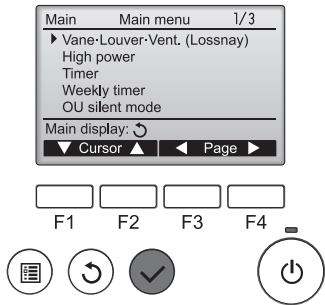 Main Main menu 1/3
Vane·Louver·Vent. (Lossnay)
High power
Timer
Weekly timer
OU silent mode
Main display:
Cursor Page
F1 F2 F3 F4